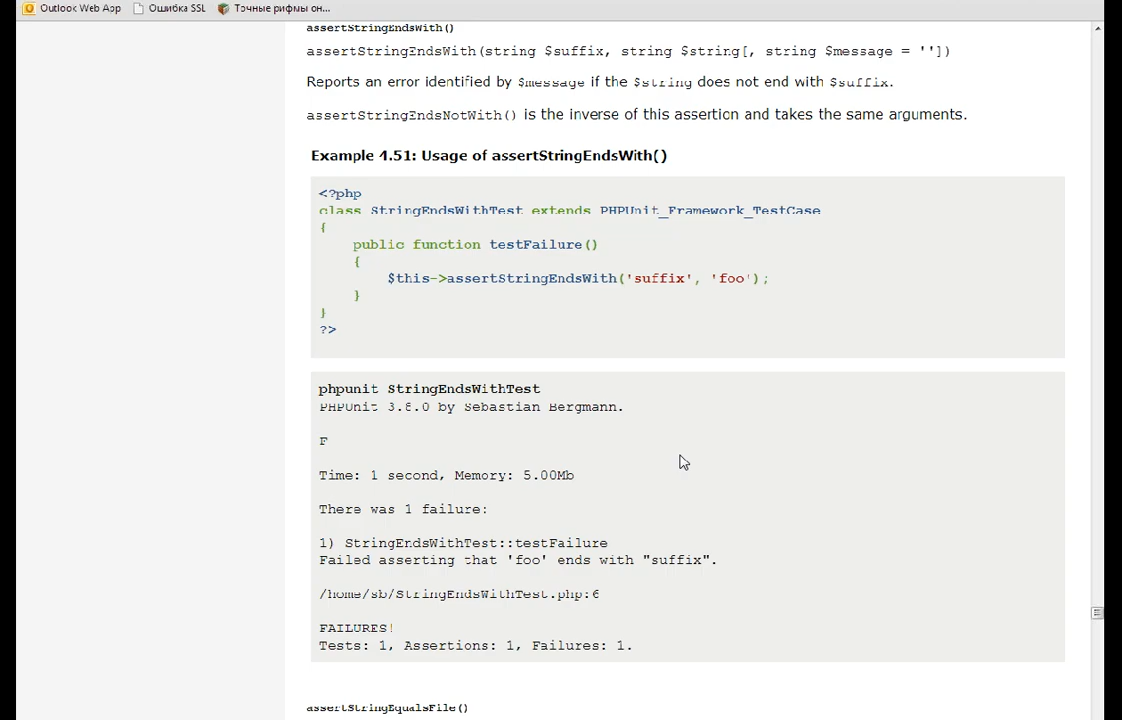 Outlook Web App Ошибка SSL Точные рифмы он...
assertStringEndsWith()
assertStringEndsWith(string $suffix, string $string[, string $message = ''])
Reports an error identified by $message if the $string does not end with $suffix.
assertStringEndsNotWith() is the inverse of this assertion and takes the same arguments.
Example 4.51: Usage of assertStringEndsWith()
<?php
class StringEndsWithTest extends PHPUnit_Framework_TestCase
{
    public function testFailure()
    {
        $this->assertStringEndsWith('suffix', 'foo');
    }
}
?>
phpunit StringEndsWithTest
PHPUnit 3.6.0 by Sebastian Bergmann.
F
Time: 1 second, Memory: 5.00Mb
There was 1 failure:
1) StringEndsWithTest::testFailure
Failed asserting that 'foo' ends with "suffix".
/home/sb/StringEndsWithTest.php:6
FAILURES!
Tests: 1, Assertions: 1, Failures: 1.
assertStringEqualsFile()